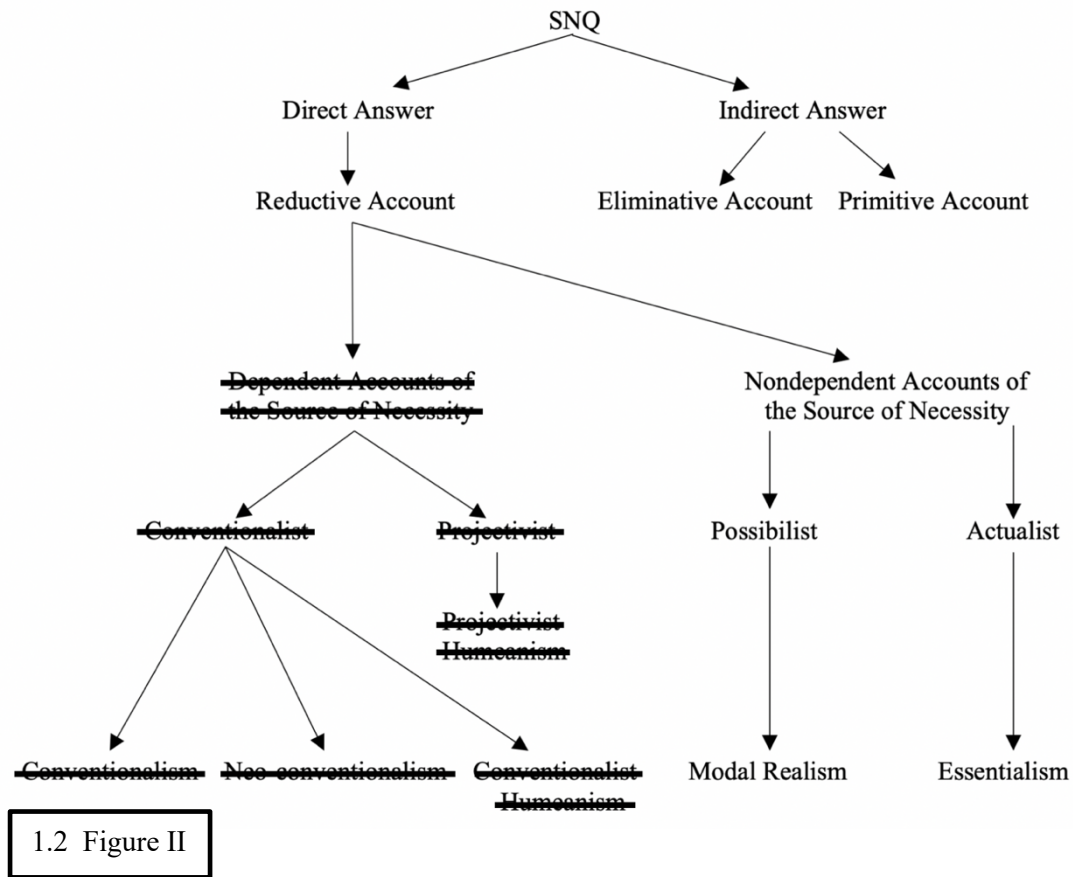 SNQ
Direct Answer
Indirect Answer
Reductive Account
Eliminative Account
Primitive Account
Dependent Accounts of
the Source of Necessity
Nondependent Accounts of
the Source of Necessity
Conventionalist
Projectivist
Possibilist
Actualist
Projectivist
Humeanism
Conventionalism
Neo-conventionalism
Conventionalist
Humeanism
Modal Realism
Essentialism
1.2 Figure II